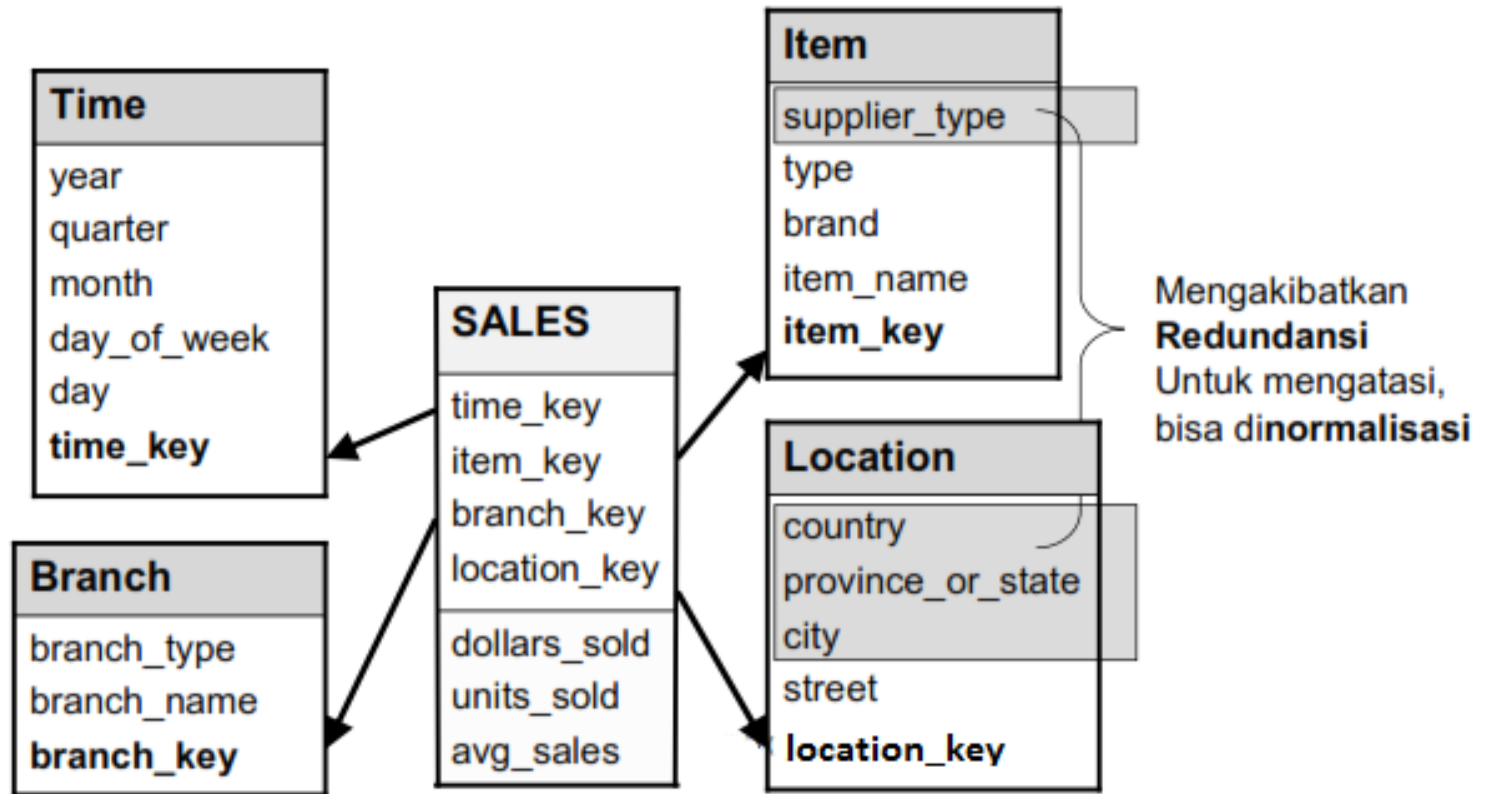 Time
year
quarter
month
day_of_week
day
time_key
Branch
branch_type
branch_name
branch_key
SALES
time_key
item_key
branch_key
location_key
dollars_sold
units_sold
avg_sales
Item
supplier_type
type
brand
item_name
item_key
Location
country
province_or_state
city
street
location_key
Mengakibatkan
Redundansi
Untuk mengatasi,
bisa dinormalisasi